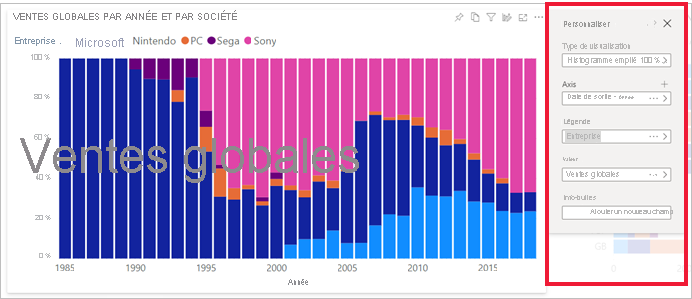 VENTES GLOBALES PAR ANNÉE ET PAR SOCIÉTÉ
Entreprise .. Microsoft Nintendo PC Sega Sony
100 %
80 %
60 %
40 %
20 %
0 %
Ventes globales
1985 1990 1995 2000 2005 2010 2015
Année
Personnaliser
Type de visualisation
Histogramme empilé 100 %
Axis
Date de sortie -
Légende
Entreprise
Valeur
Ventes globales
Info-bulles
Ajouter un nouveau champ
GB
0